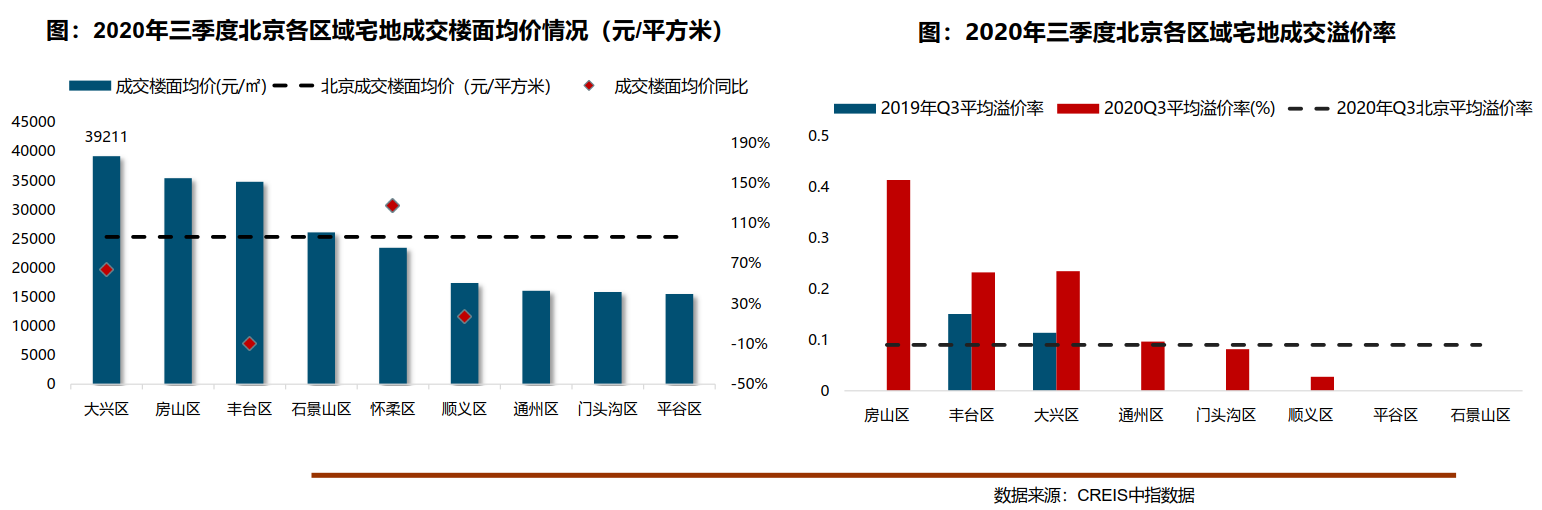 图：2020年三季度北京各区域宅地成交楼面均价情况（元/平方米）
成交楼面均价(元/㎡)
北京成交楼面均价（元/平方米）
成交楼面均价同比
45000
40000
35000
30000
25000
20000
15000
10000
5000
0
39211
190%
150%
110%
70%
30%
-10%
-50%
大兴区
房山区
丰台区
石景山区
怀柔区
顺义区
通州区
门头沟区
平谷区
图：2020年三季度北京各区域宅地成交溢价率
2019年Q3平均溢价率
2020Q3平均溢价率(%)
2020年Q3北京平均溢价率
0.5
0.4
0.3
0.2
0.1
0
房山区
丰台区
大兴区
通州区
门头沟区
顺义区
平谷区
石景山区
数据来源：CREIS中指数据